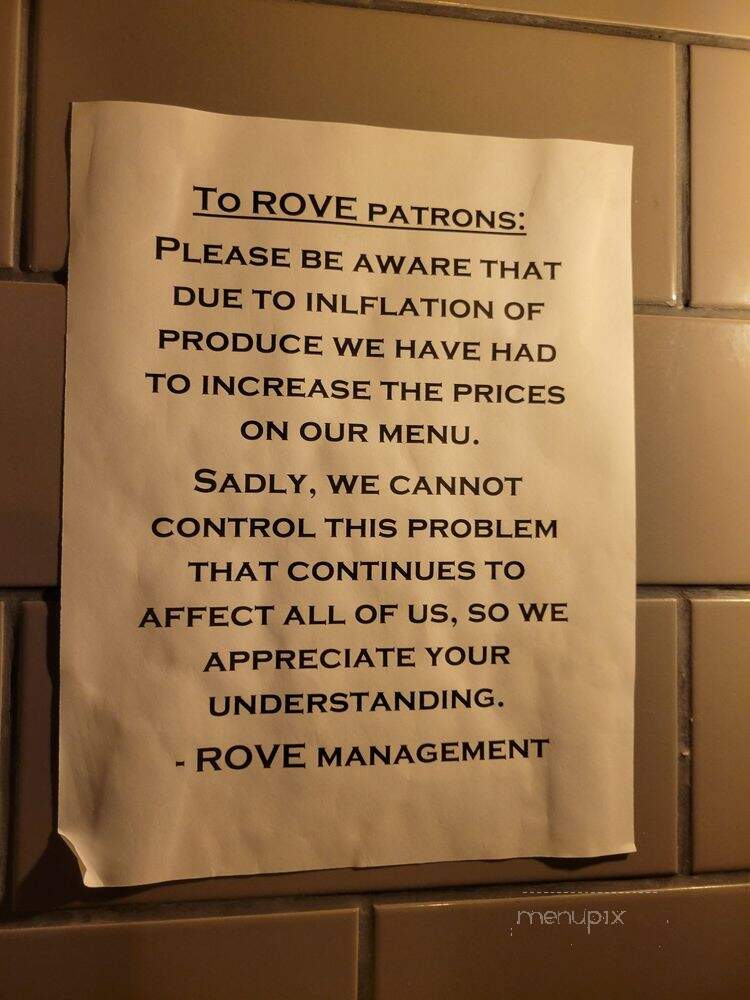 To ROVE PATRONS:
PLEASE BE AWARE THAT
DUE TO INLFLATION OF
PRODUCE WE HAVE HAD
TO INCREASE THE PRICES
ON OUR MENU.
SADLY, WE CANNOT
CONTROL THIS PROBLEM
THAT CONTINUES TO
AFFECT ALL OF US, SO WE
APPRECIATE YOUR
UNDERSTANDING.
- ROVE MANAGEMENT
menupix